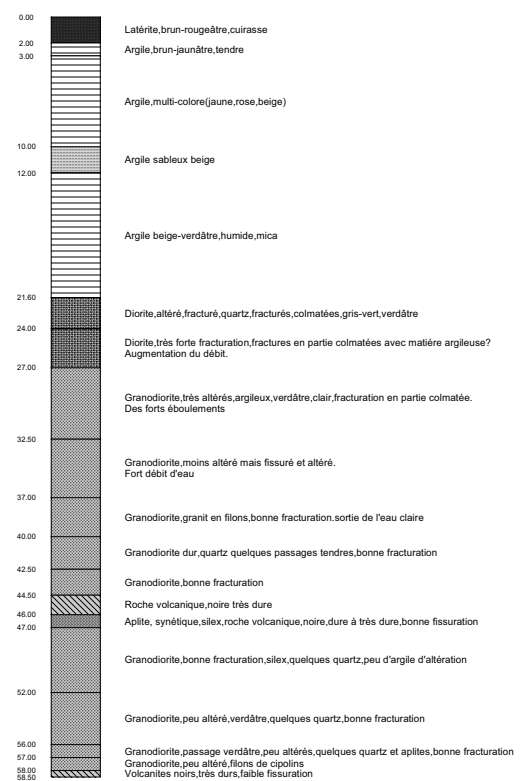 0.00
Latérite,brun-rougeâtre,cuirasse
2.00
Argile,brun-jaunâtre,tendre
3.00
Argile,multi-colore(jaune,rose,beige)
10.00
Argile sableux beige
12.00
Argile beige-verdâtre,humide,mica
21.60
Diorite,altéré,fracturé,quartz,fracturés,colmatées,gris-vert,verdâtre
24.00
Diorite,très forte fracturation,fractures en partie colmatées avec matiére argileuse?
Augmentation du débit.
27.00
Granodiorite,très altérés,argileux,verdâtre,clair,fracturation en partie colmatée.
Des forts éboulements
32.50
Granodiorite,moins altéré mais fissuré et altéré.
Fort débit d'eau
37.00
Granodiorite,granit en filons,bonne fracturation.sortie de l'eau claire
40.00
Granodiorite dur,quartz quelques passages tendres,bonne fracturation
42.50
Granodiorite,bonne fracturation
44.50
Roche volcanique,noire très dure
46.00
Aplite, synétique,silex,roche volcanique,noire,dure à très dure,bonne fissuration
47.00
Granodiorite,bonne fracturation,silex,quelques quartz,peu d'argile d'altération
52.00
Granodiorite,peu altéré,verdâtre,quelques quartz,bonne fracturation
56.00
Granodiorite,passage verdâtre,peu altérés,quelques quartz et aplites,bonne fracturation
57.00
Granodiorite,peu altéré,filons de cipolins
58.00
Volcanites noirs,très durs,faible fissuration
58.50